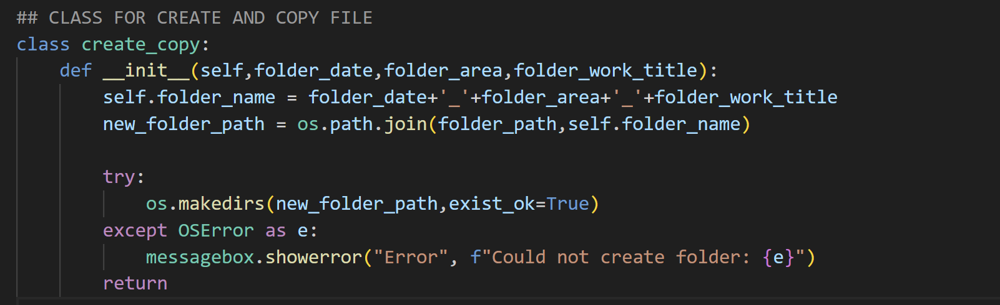 ## CLASS FOR CREATE AND COPY FILE
class create_copy:
    def __init__(self,folder_date,folder_area,folder_work_title):
        self.folder_name = folder_date+'_'+folder_area+'_'+folder_work_title
        new_folder_path = os.path.join(folder_path,self.folder_name)

        try:
            os.makedirs(new_folder_path,exist_ok=True)
        except OSError as e:
            messagebox.showerror("Error", f"Could not create folder: {e}")
        return